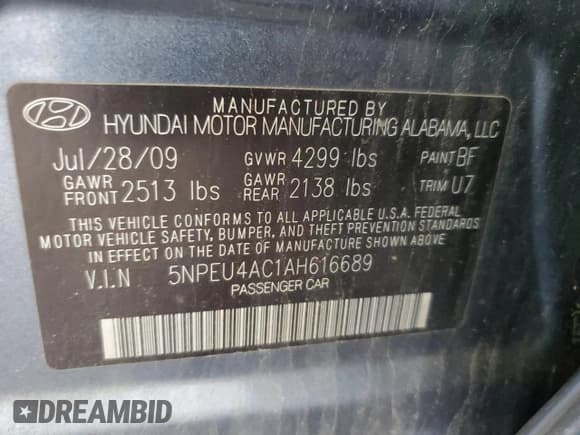 MANUFACTURED BY
HYUNDAI MOTOR MANUFACTURING ALABAMA, LLC
Jul/28/09 GVWR 4299 lbs PAINT BF
GAWR FRONT 2513 lbs GAWR REAR 2138 lbs TRIM U7
THIS VEHICLE CONFORMS TO ALL APPLICABLE U.S.A. FEDERAL
MOTOR VEHICLE SAFETY, BUMPER, AND THEFT PREVENTION STANDARDS
IN EFFECT ON THE DATE OF MANUFACTURE SHOWN ABOVE.
V.I.N 5NPEU4AC1AH616689
PASSENGER CAR
DREAMBID